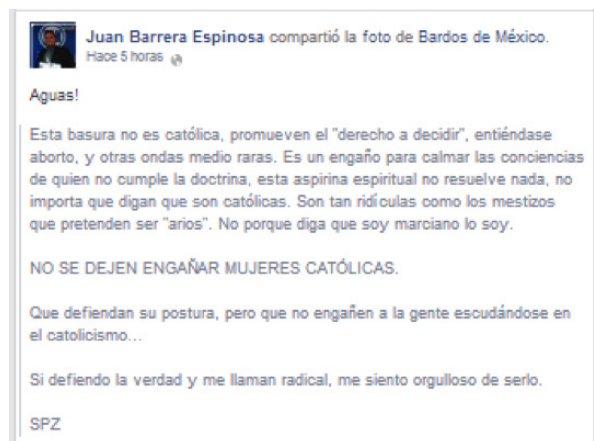 Juan Barrera Espinosa compartió la foto de Bardos de México.
Hace 5 horas
Aguas!
Esta basura no es católica, promueven el "derecho a decidir", entiéndase
aborto, y otras ondas medio raras. Es un engaño para calmar las conciencias
de quien no cumple la doctrina, esta aspirina espiritual no resuelve nada, no
importa que digan que son católicas. Son tan ridículas como los mestizos
que pretenden ser "arios". No porque diga que soy marciano lo soy.
NO SE DEJEN ENGAÑAR MUJERES CATÓLICAS.
Que defiendan su postura, pero que no engañen a la gente escudándose en
el catolicismo...
Si defiendo la verdad y me llaman radical, me siento orgulloso de serlo.
SPZ